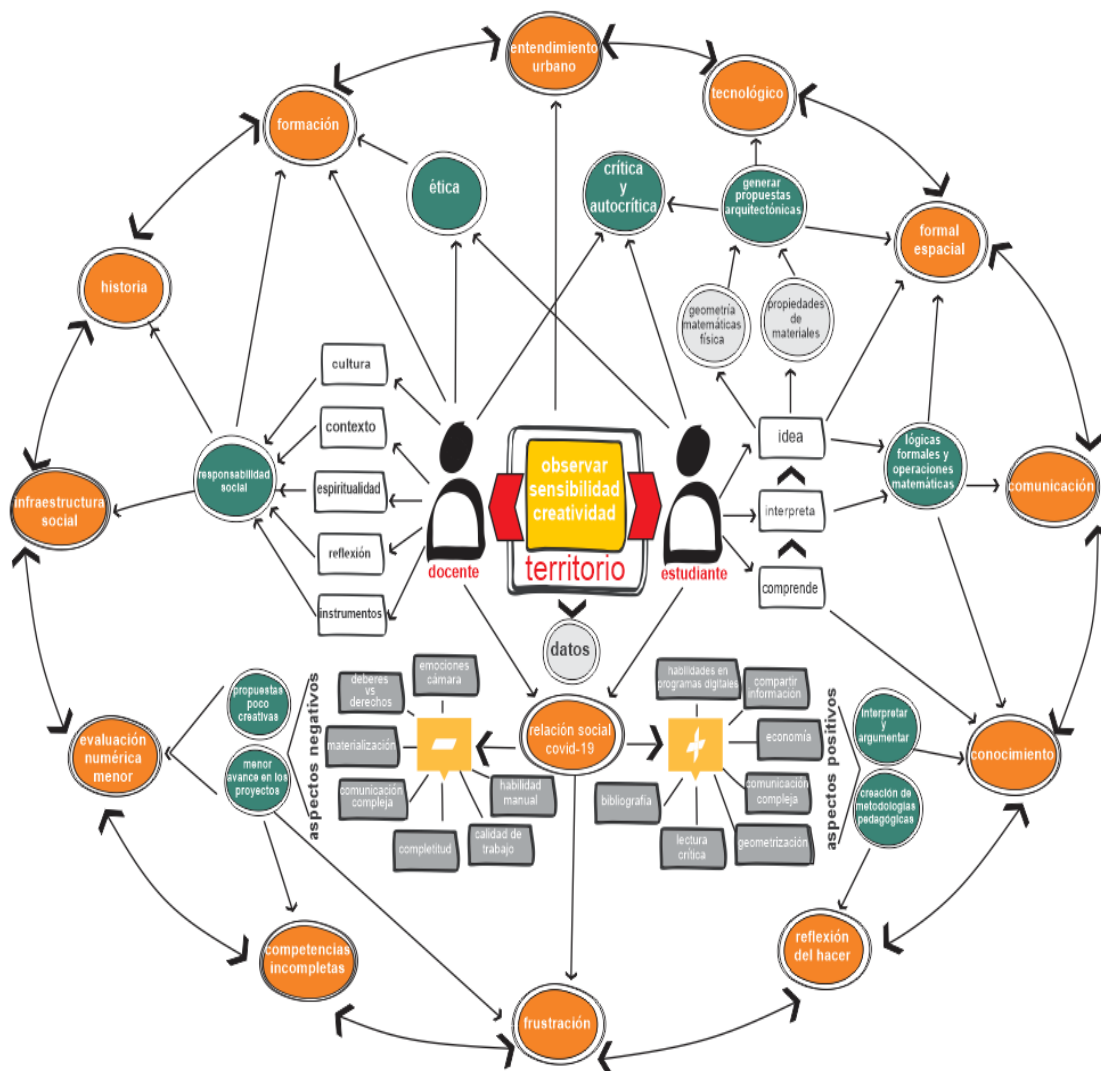 entendimiento
urbano
tecnológico
formación
crítica
y
autocrítica
generar
propuestas
arquitectónicas
ética
formal
espacial
historia
geometría
matemáticas
física
propiedades
de
materiales
cultura
contexto
espiritualidad
reflexión
instrumentos
responsabilidad
social
infraestructura
social
observar
sensibilidad
creatividad
territorio
docente
estudiante
idea
interpreta
comprende
lógicas
formales y
operaciones
matemáticas
comunicación
datos
relación social
covid-19
emociones
cámara
deberes
vs
derechos
materialización
comunicación
compleja
completitud
calidad de
trabajo
habilidad
manual
aspectos negativos
propuestas
poco
creativas
menor
avance en los
proyectos
evaluación
numérica
menor
habilidades en
programas digitales
compartir
información
economía
comunicación
compleja
geometrización
lectura
crítica
bibliografía
aspectos positivos
interpretar
y
argumentar
creación de
metodologías
pedagógicas
conocimiento
competencias
incompletas
frustración
reflexión
del hacer